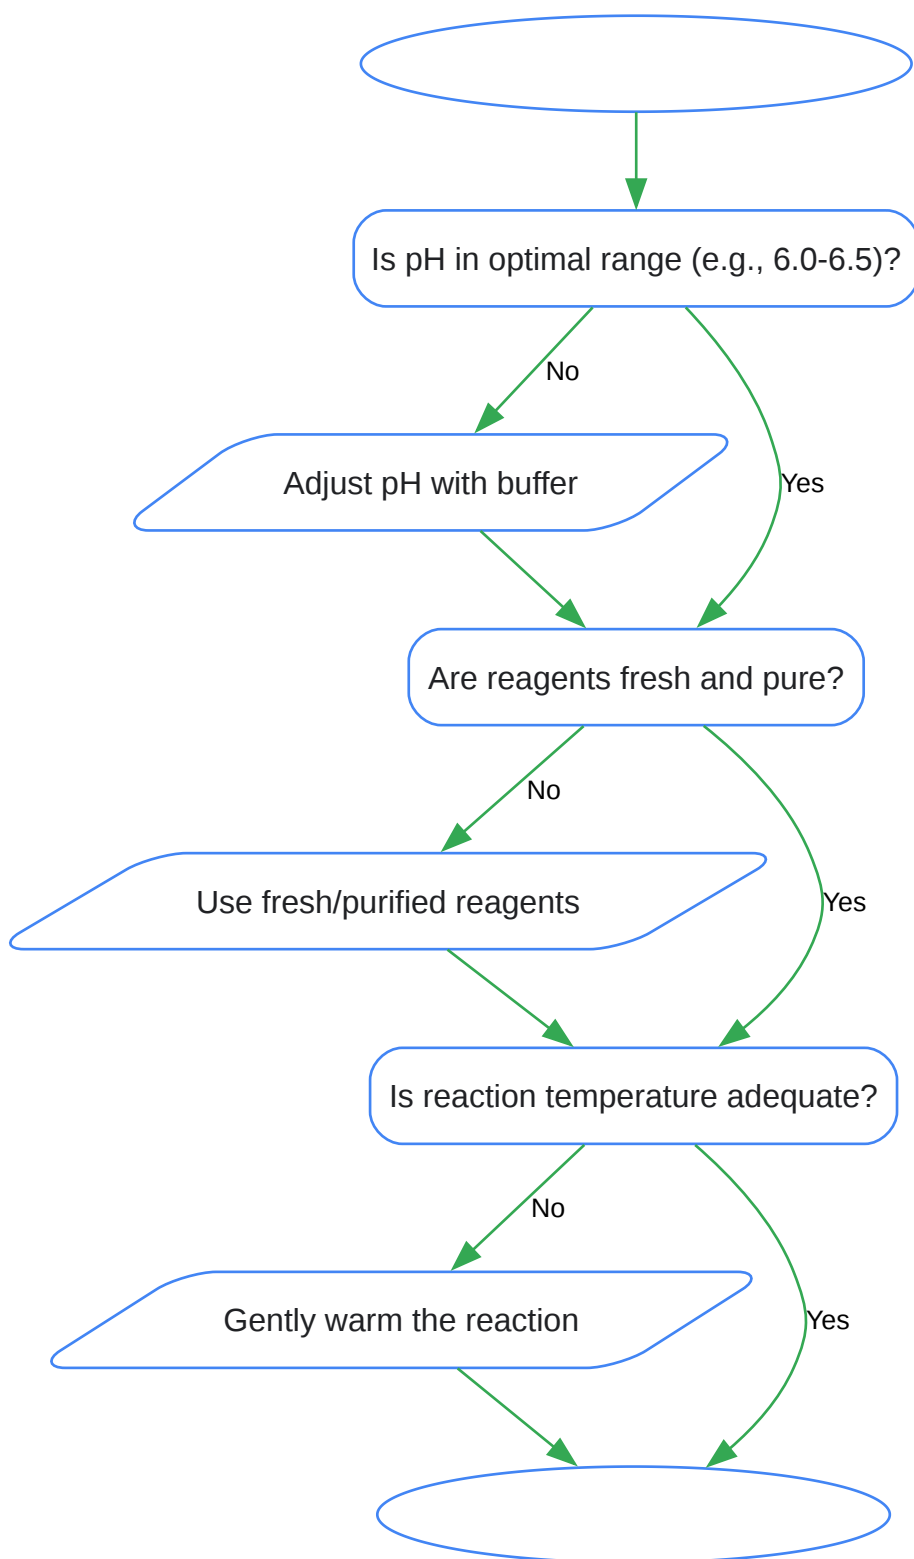 Is pH in optimal range (e.g., 6.0-6.5)?
No
Adjust pH with buffer
Yes
Are reagents fresh and pure?
No
Use fresh/purified reagents
Yes
Is reaction temperature adequate?
No
Gently warm the reaction
Yes